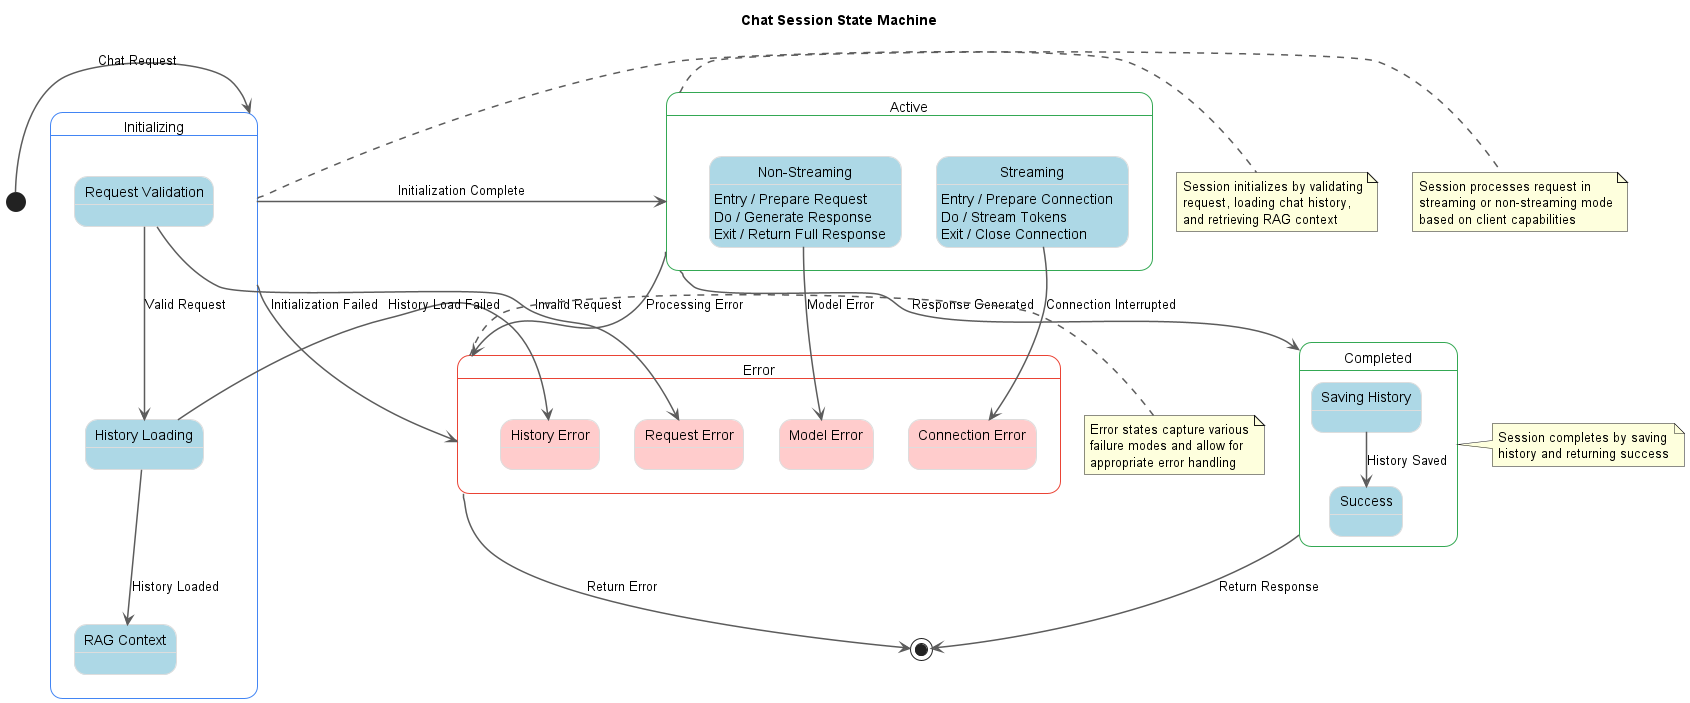 Chat Session State Machine
Chat Request
Initializing
Request Validation
Valid Request
History Loading
History Loaded
RAG Context
Initialization Complete
Active
Non-Streaming
Entry / Prepare Request
Do / Generate Response
Exit / Return Full Response
Streaming
Entry / Prepare Connection
Do / Stream Tokens
Exit / Close Connection
Session initializes by validating
request, loading chat history,
and retrieving RAG context
Session processes request in
streaming or non-streaming mode
based on client capabilities
Initialization Failed
History Load Failed
Invalid Request
Processing Error
Model Error
Response Generated
Connection Interrupted
Error
History Error
Request Error
Model Error
Connection Error
Error states capture various
failure modes and allow for
appropriate error handling
Completed
Saving History
History Saved
Success
Session completes by saving
history and returning success
Return Error
Return Response